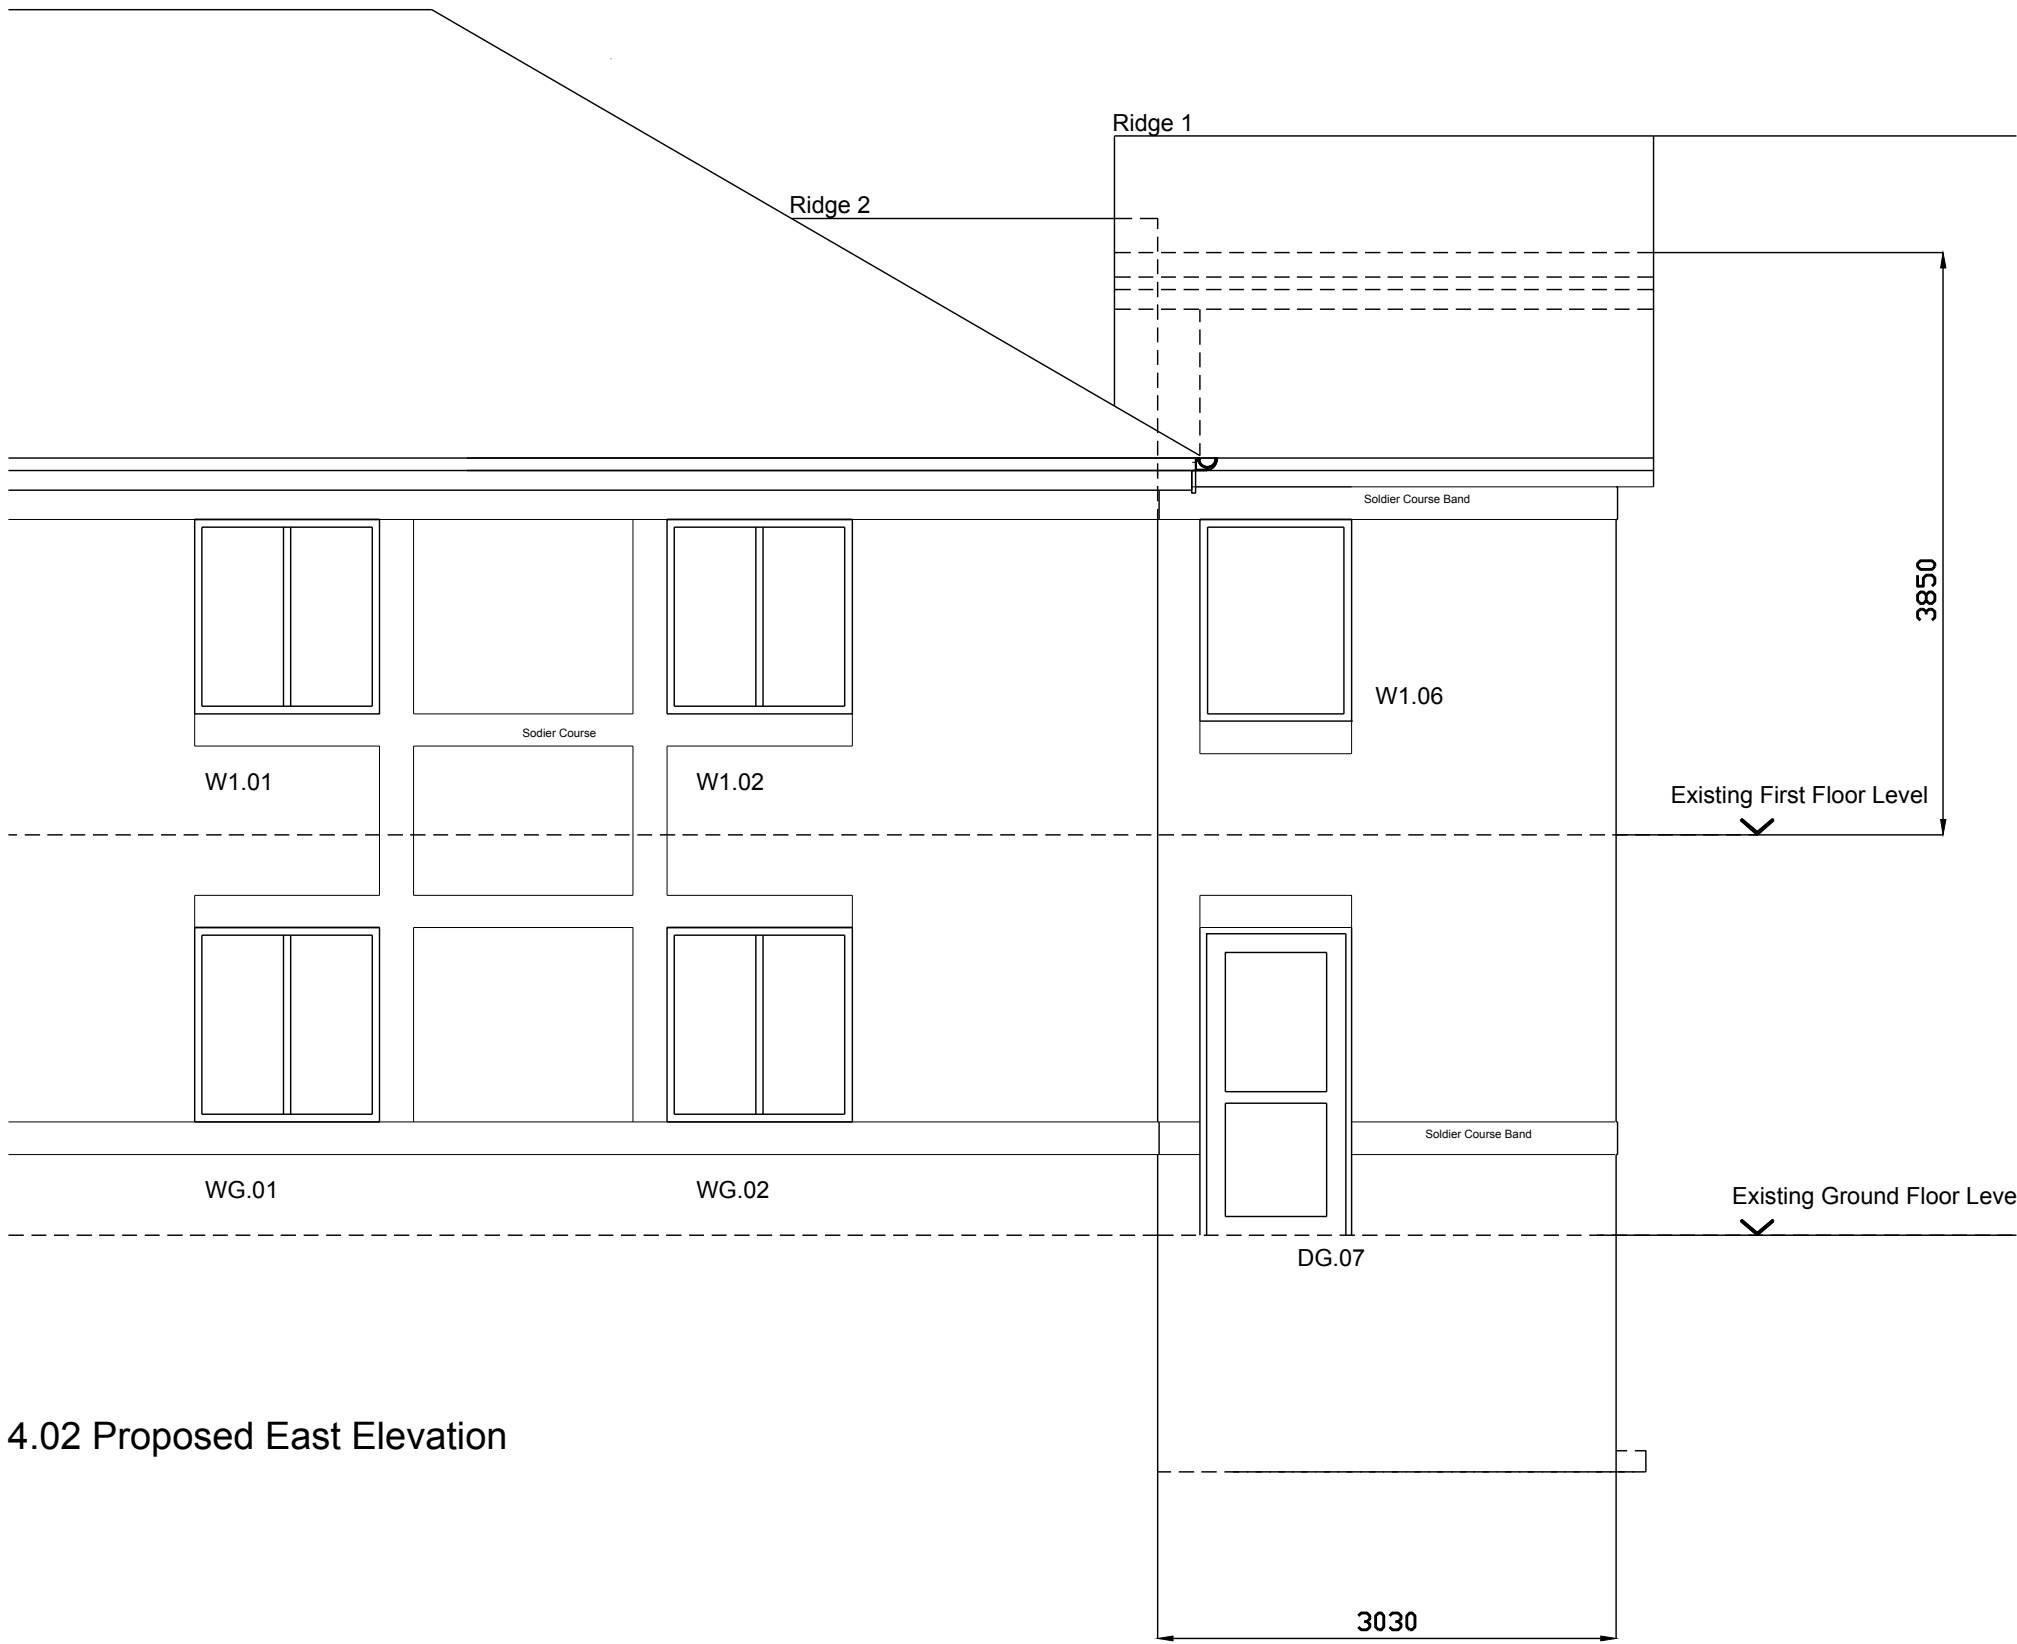 Ridge 1
Ridge 2
Soldier Course Band
3850
W1.06
Sodier Course
W1.01
W1.02
Existing First Floor Level
Soldier Course Band
WG.01
WG.02
Existing Ground Floor Leve
DG.07
4.02 Proposed East Elevation
3030